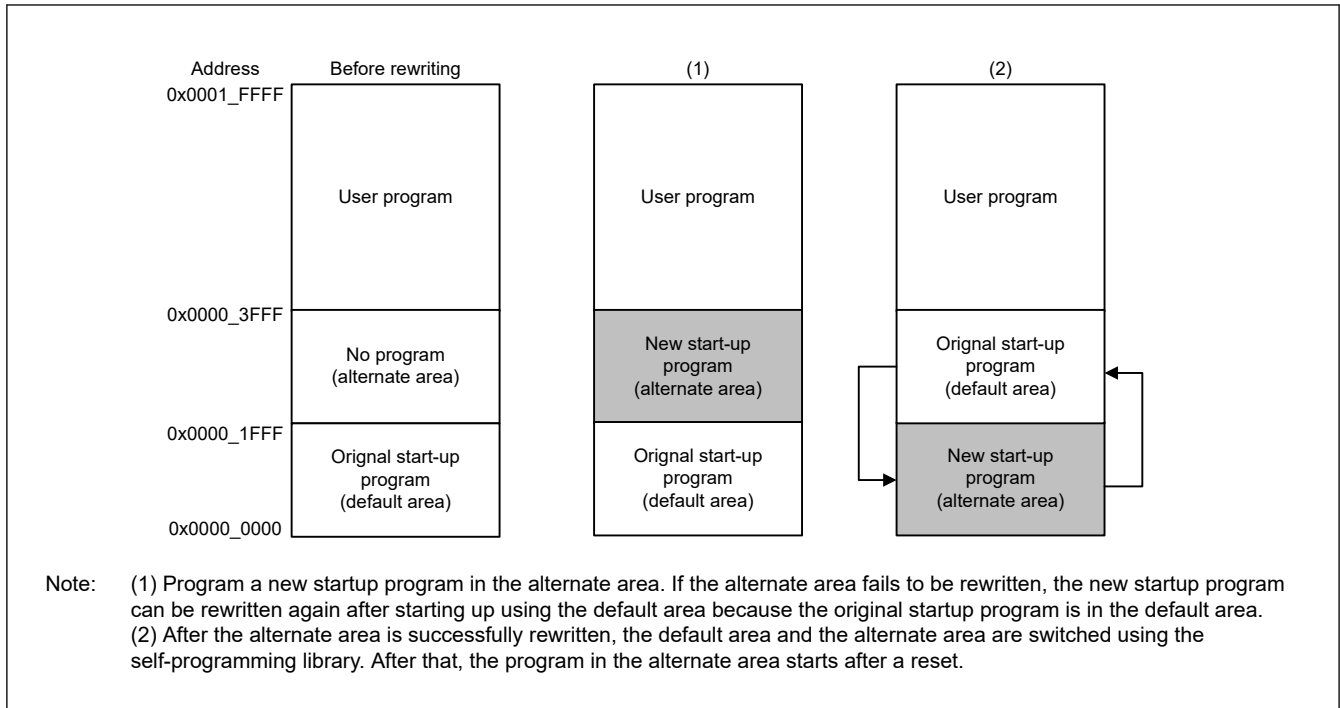 Address Before rewriting (1) (2)
0x0001_FFFF
User program User program User program
0x0000_3FFF
No program
(alternate area)
New start-up
program
(alternate area)
Orignal start-up
program
(default area)
0x0000_1FFF
Orignal start-up
program
(default area)
Orignal start-up
program
(default area)
New start-up
program
(alternate area)
0x0000_0000
Note: (1) Program a new startup program in the alternate area. If the alternate area fails to be rewritten, the new startup program
can be rewritten again after starting up using the default area because the original startup program is in the default area.
(2) After the alternate area is successfully rewritten, the default area and the alternate area are switched using the
self-programming library. After that, the program in the alternate area starts after a reset.